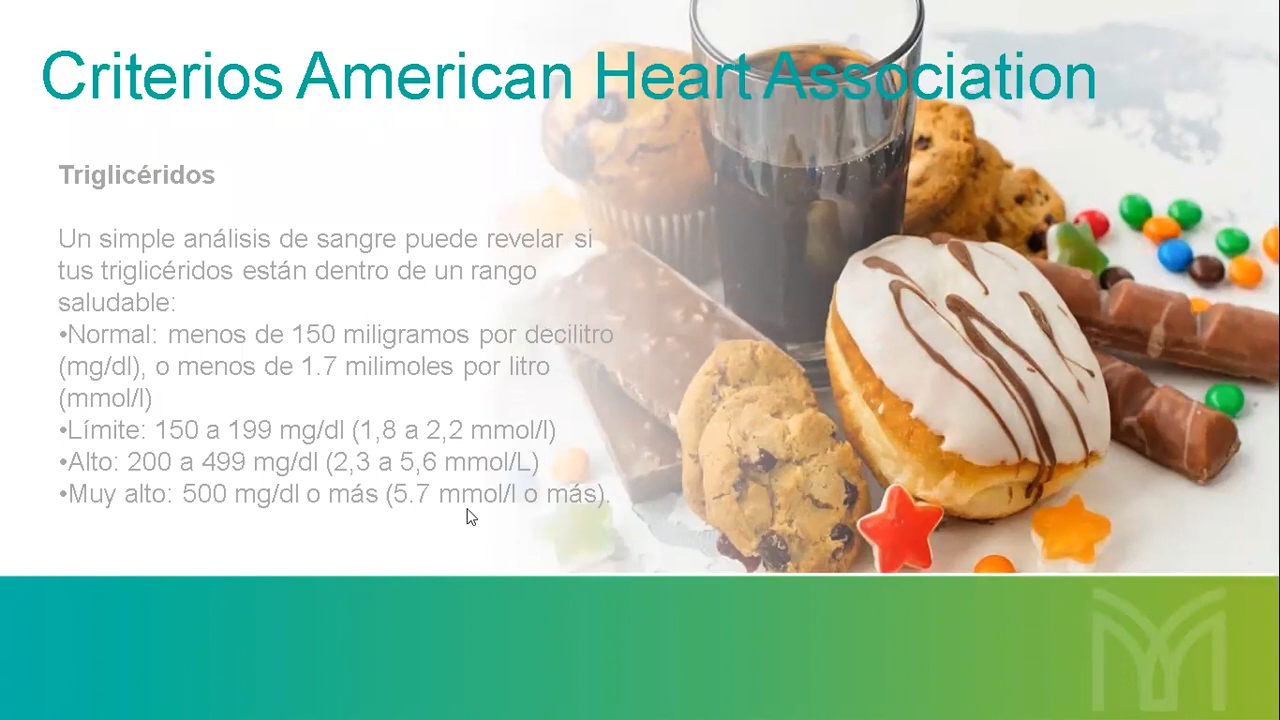 Criterios American Heart Association
Triglicéridos
Un simple análisis de sangre puede revelar si
tus triglicéridos están dentro de un rango
saludable:
•Normal: menos de 150 miligramos por decilitro
(mg/dl), o menos de 1.7 milimoles por litro
(mmol/l)
•Límite: 150 a 199 mg/dl (1,8 a 2,2 mmol/l)
•Alto: 200 a 499 mg/dl (2,3 a 5,6 mmol/L)
•Muy alto: 500 mg/dl o más (5.7 mmol/l o más).